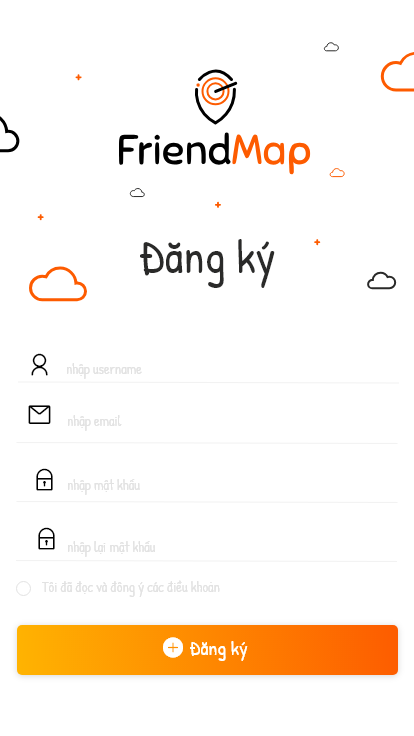 FriendMap
Đăng ký
nhập username
nhập email
nhập mật khẩu
nhập lại mật khẩu
Tôi đã đọc và đồng ý các điều khoản
Đăng ký